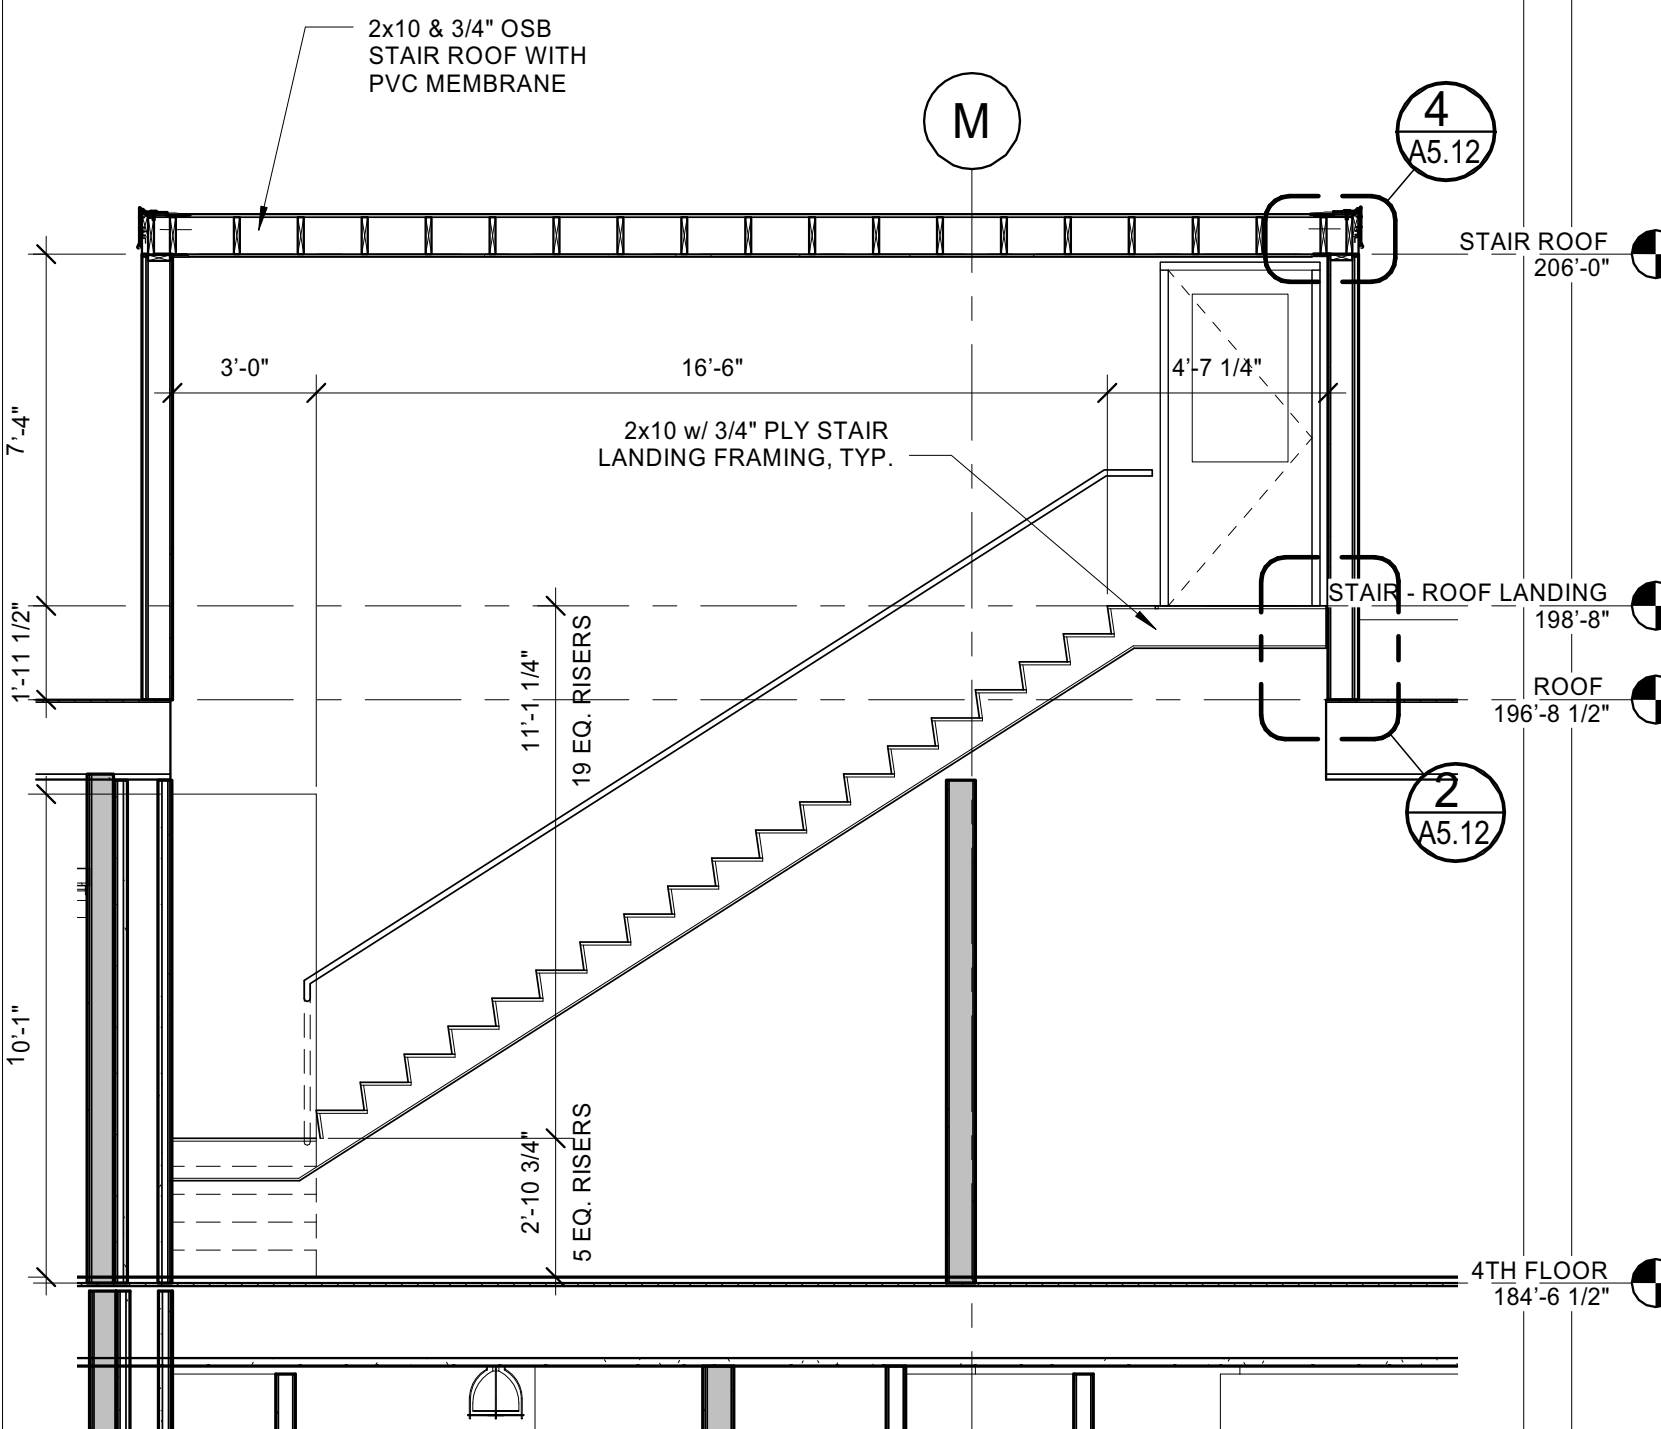 2x10 & 3/4" OSB
STAIR ROOF WITH
PVC MEMBRANE
M
4
A5.12
STAIR ROOF
206'-0"
3'-0"
16'-6"
4'-7 1/4"
7'-4"
2x10 w/ 3/4" PLY STAIR
LANDING FRAMING, TYP.
STAIR - ROOF LANDING
198'-8"
1'-11 1/2"
11'-1 1/4"
19 EQ. RISERS
ROOF
196'-8 1/2"
2
A5.12
10'-1"
2'-10 3/4"
5 EQ. RISERS
4TH FLOOR
184'-6 1/2"